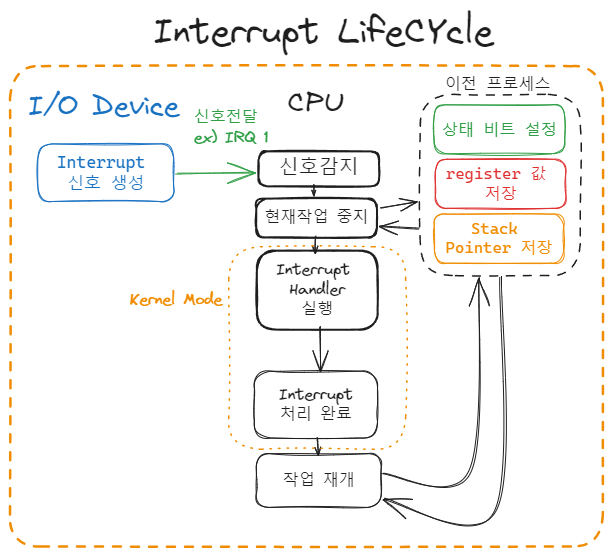 Interrupt LifeCYcle
이전 프로세스
I/O Device
CPU
신호전달
ex) IRQ 1
상태 비트 설정
Interrupt
신호 생성
신호감지
register 값
저장
현재작업 중지
Stack
Pointer 저장
Kernel Mode
Interrupt
Handler
실행
Interrupt
처리 완료
작업 재개